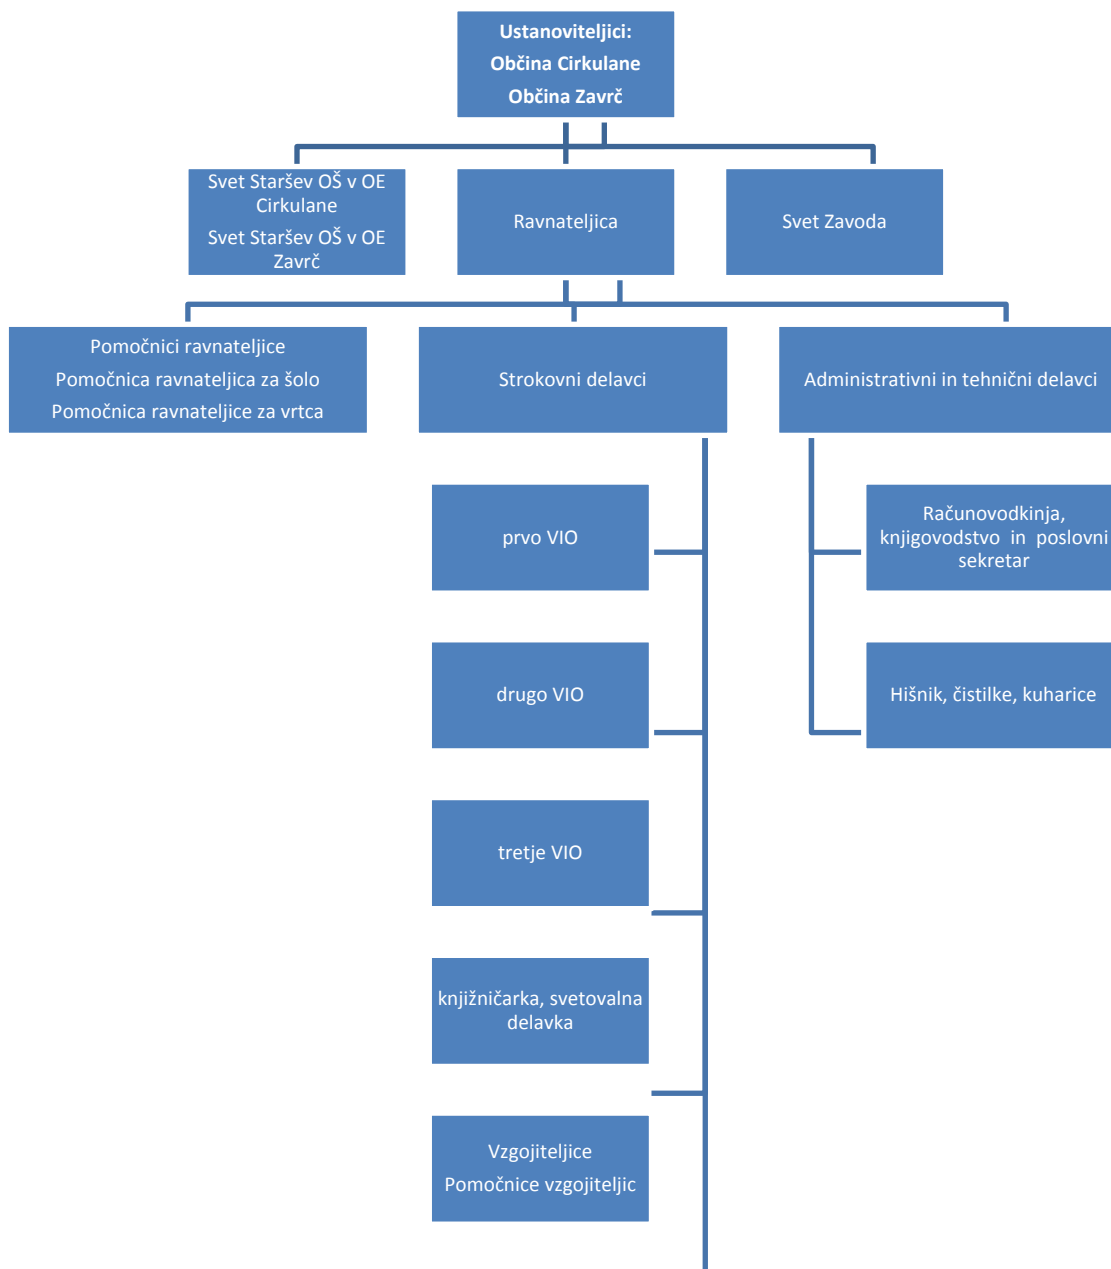 Ustanoviteljici:
Občina Cirkulane
Občina Zavrč
Svet Staršev OŠ v OE
Cirkulane
Svet Staršev OŠ v OE
Zavrč
Ravnateljica
Svet Zavoda
Pomočnici ravnateljice
Pomočnica ravnateljica za šolo
Pomočnica ravnateljice za vrtca
Strokovni delavci
Administrativni in tehnični delavci
prvo VIO
drugo VIO
tretje VIO
knjižničarka, svetovalna
delavka
Vzgojiteljice
Pomočnice vzgojiteljic
Računovodkinja,
knjigovodstvo in poslovni
sekretar
Hišnik, čistilke, kuharice